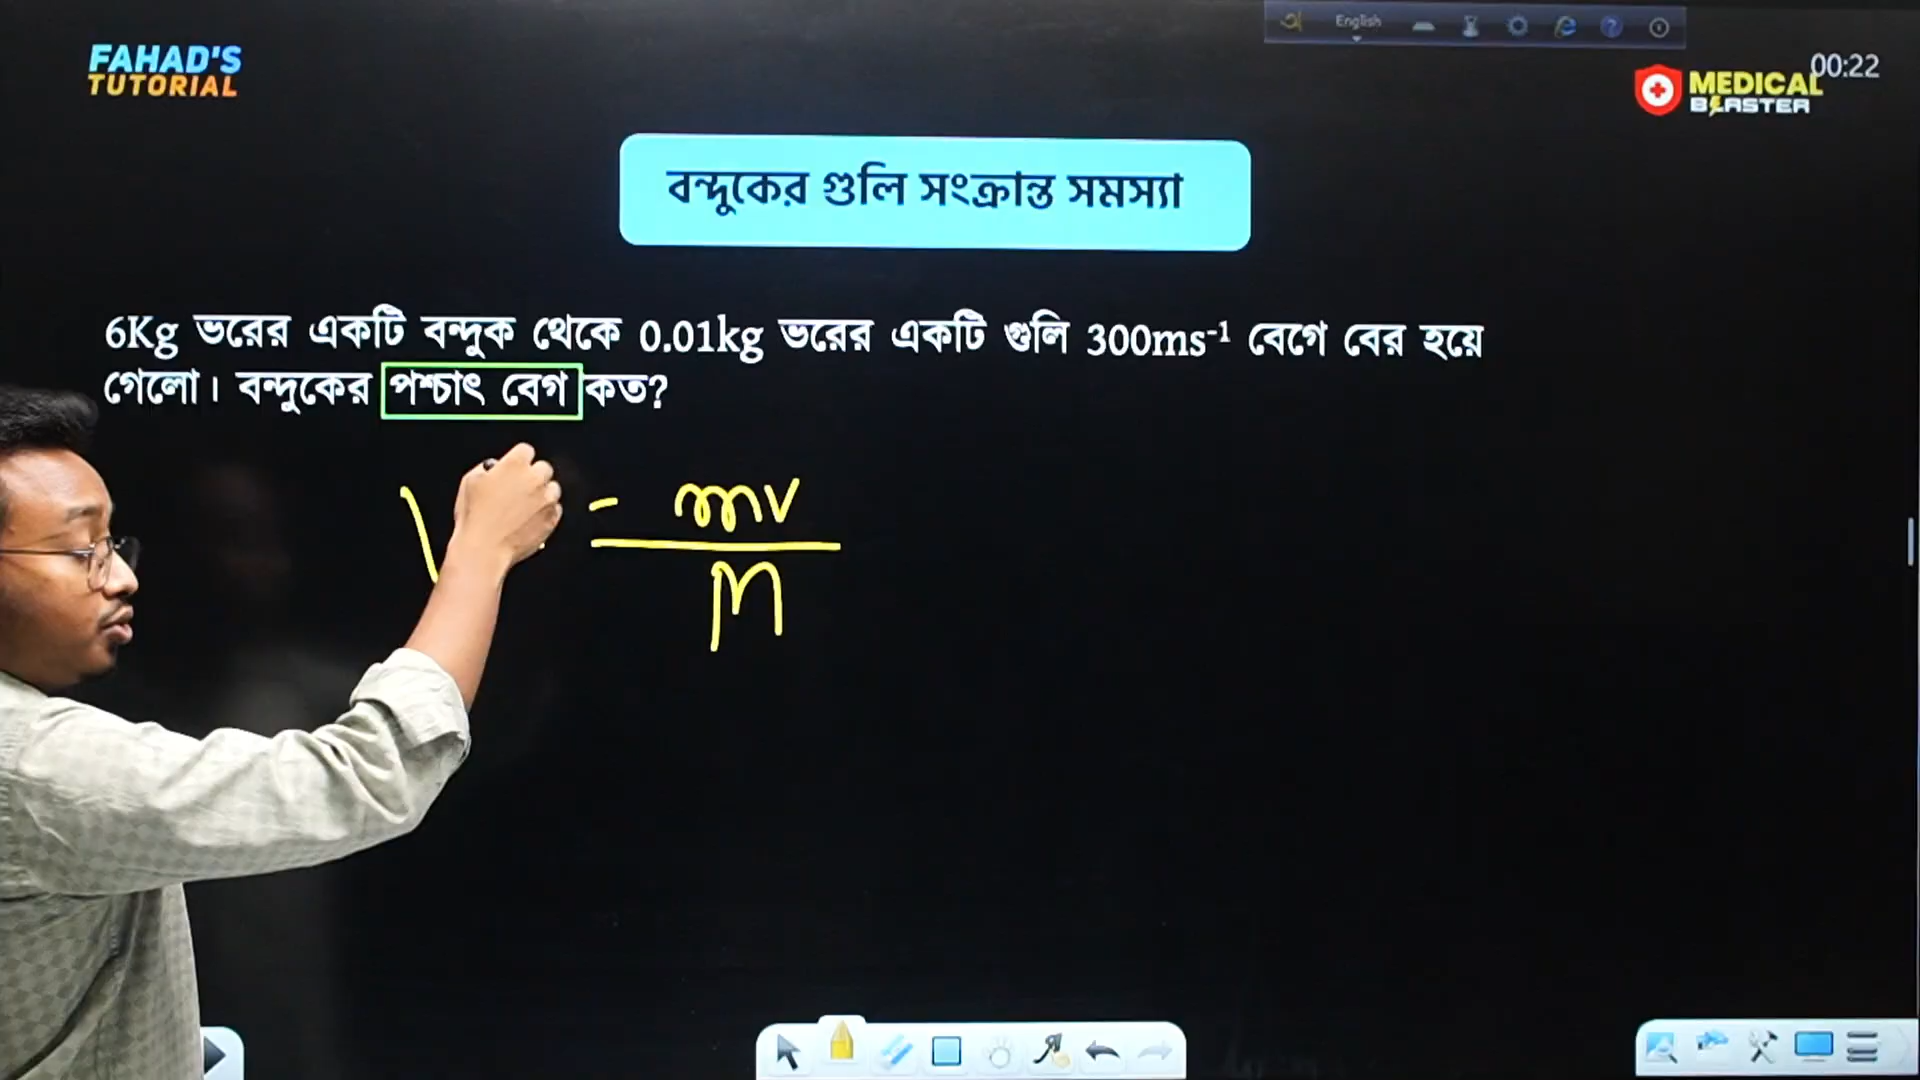 English
FAHAD'S
TUTORIAL
00:22
MEDICAL
BLASTER
বন্দুকের গুলি সংক্রান্ত সমস্যা
6Kg ভরের একটি বন্দুক থেকে 0.01kg ভরের একটি গুলি 300ms⁻¹ বেগে বের হয়ে
গেলো। বন্দুকের পশ্চাৎ বেগ কত?
- mv
M